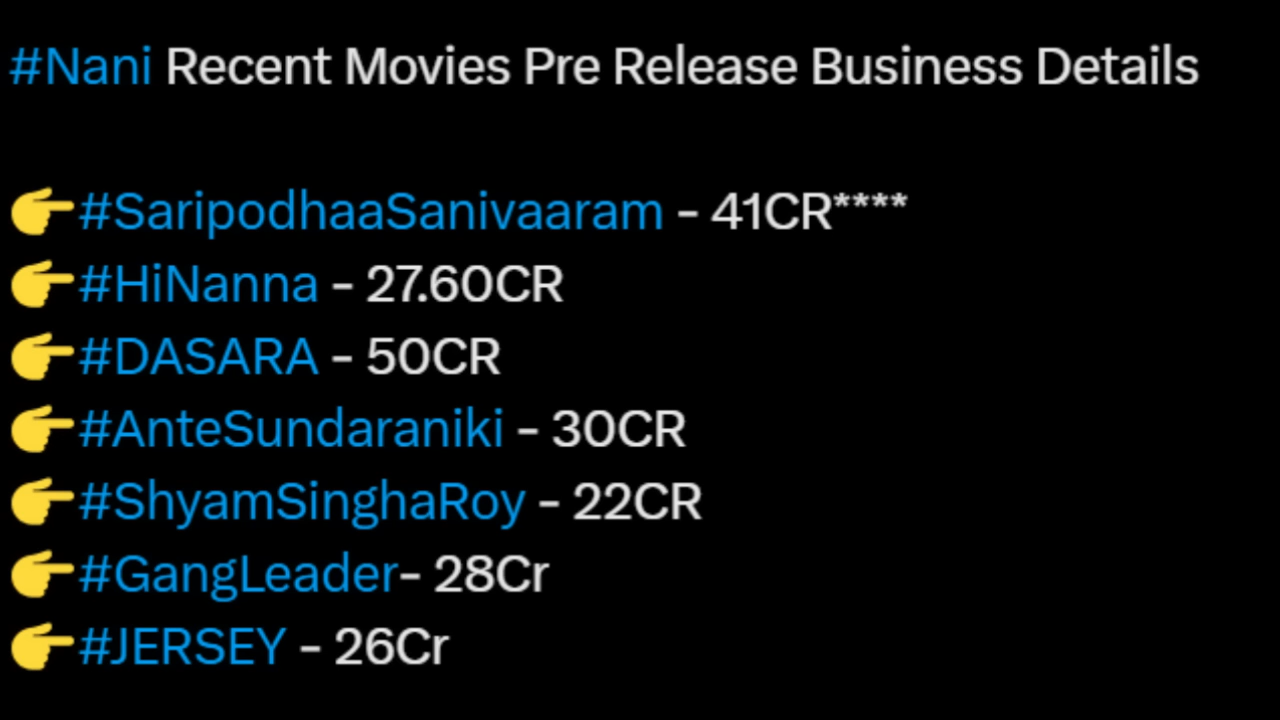 #Nani Recent Movies Pre Release Business Details
👉#SaripodhaaSanivaaram - 41CR****
👉#HiNanna - 27.60CR
👉#DASARA - 50CR
👉#AnteSundaraniki - 30CR
👉#ShyamSinghaRoy - 22CR
👉#GangLeader- 28Cr
👉#JERSEY - 26Cr